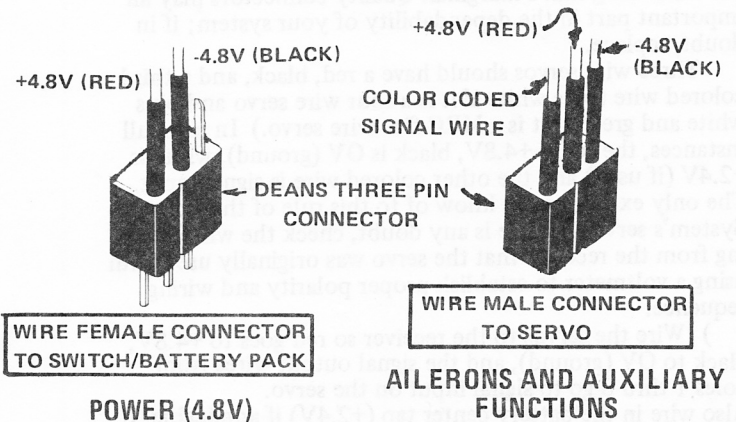 +4.8V (RED)
-4.8V (BLACK)
+4.8V (RED)
-4.8V
(BLACK)
COLOR CODED
SIGNAL WIRE
DEANS THREE PIN
CONNECTOR
WIRE FEMALE CONNECTOR
TO SWITCH/BATTERY PACK
POWER (4.8V)
WIRE MALE CONNECTOR
TO SERVO
AILERONS AND AUXILIARY
FUNCTIONS